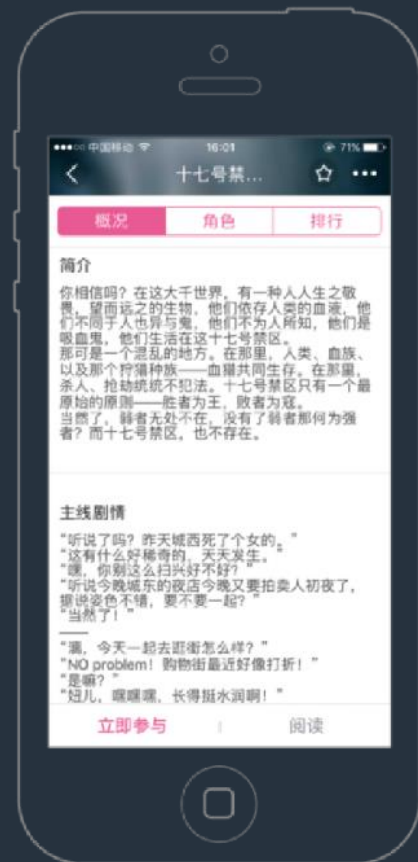 中国移动 16:01 71%
十七号禁...
概况 角色 排行
简介
你相信吗？在这大千世界，有一种人人生之敬
畏，望而远之的生物，他们依存人类的血液，他
们不同于人也异与鬼，他们不为人所知，他们是
吸血鬼，他们生活在这十七号禁区。
那可是一个混乱的地方。在那里，人类、血族、
以及那个狩猎种族——血猎共同生存。在那里，
杀人、抢劫统统不犯法。十七号禁区只有一个最
原始的原则——胜者为王，败者为寇。
当然了，弱者无处不在，没有了弱者那何为强
者？而十七号禁区，也不存在。
主线剧情
“听说了吗？昨天城西死了个女的。”
“这有什么好稀奇的，天天发生。”
“嘿，你别这么扫兴好不好？”
“听说今晚城东的夜店今晚又要拍卖人初夜了，
据说姿色不错，要不要一起？”
“当然了！”
——
“漓，今天一起去逛街怎么样？”
“NO problem！购物街最近好像打折！”
“是嘛？”
“妞儿，嘿嘿嘿，长得挺水润啊！”
立即参与 阅读